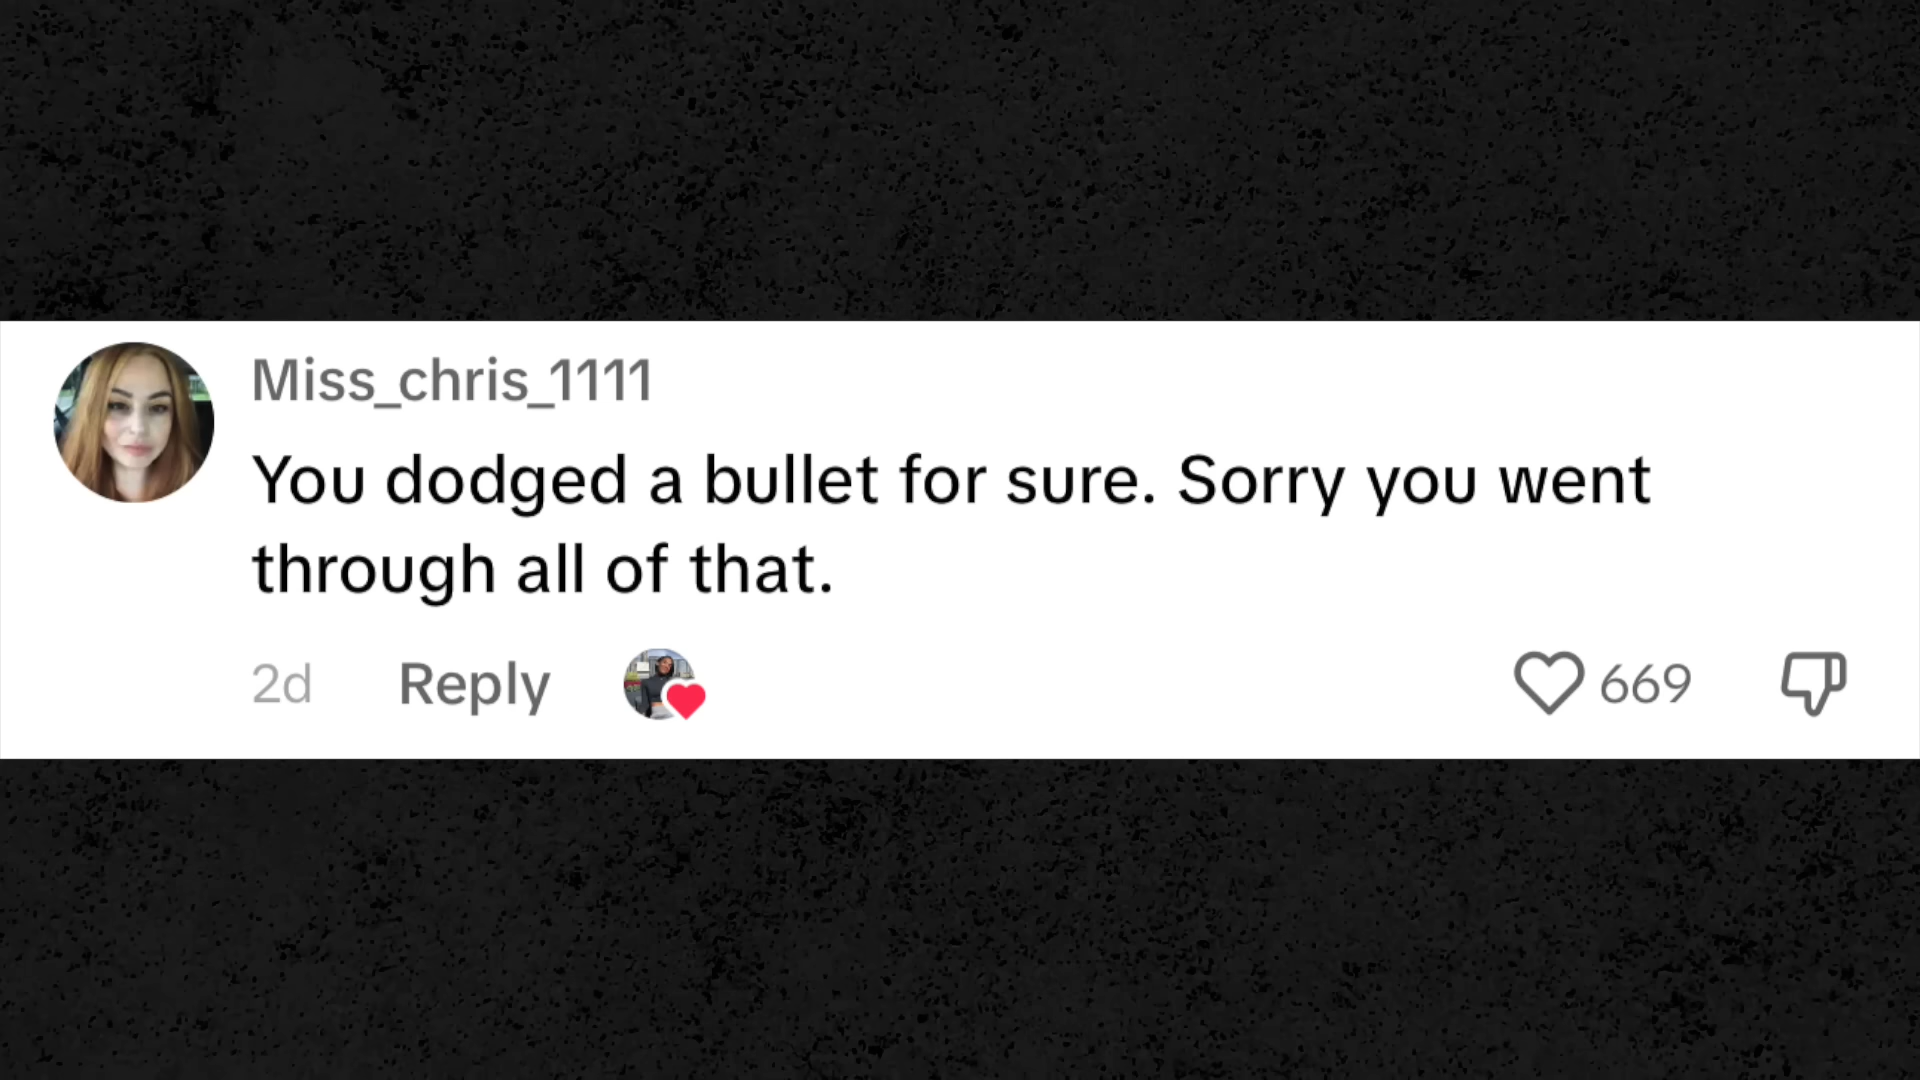 Miss_chris_1111
You dodged a bullet for sure. Sorry you went
through all of that.
2d Reply 669